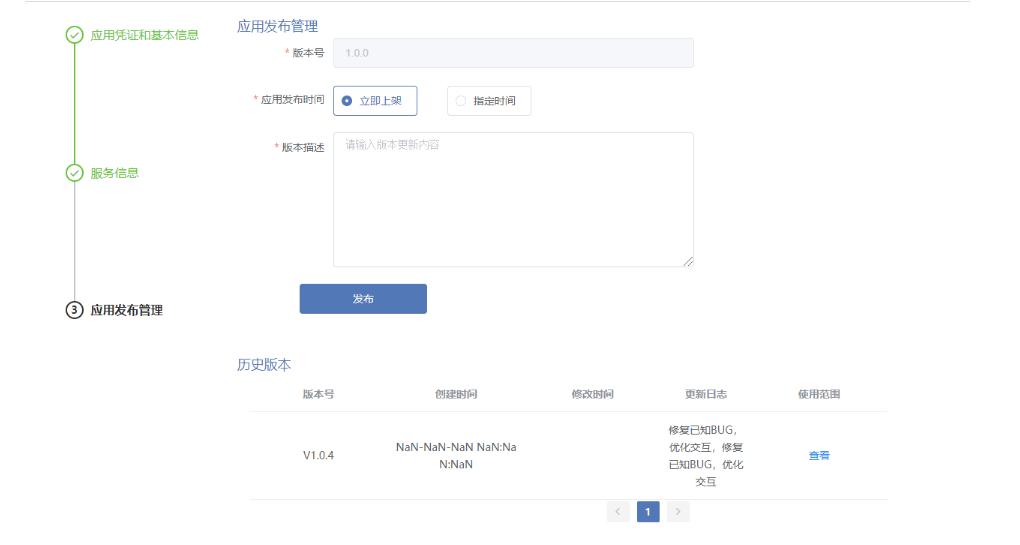 应用凭证和基本信息
服务信息
3 应用发布管理
应用发布管理
* 版本号 1.0.0
* 应用发布时间 立即上架 指定时间
* 版本描述 请输入版本更新内容
发布
历史版本
版本号 创建时间 修改时间 更新日志 使用范围
V1.0.4
NaN-NaN-NaN NaN:Na
N:NaN
修复已知BUG，
优化交互，修复
已知BUG，优化
交互
查看
< 1 >